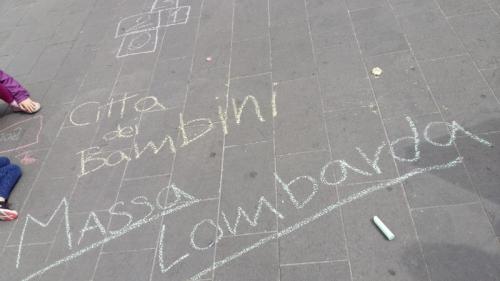 Città
dei
Bambini
Massa
Lombarda